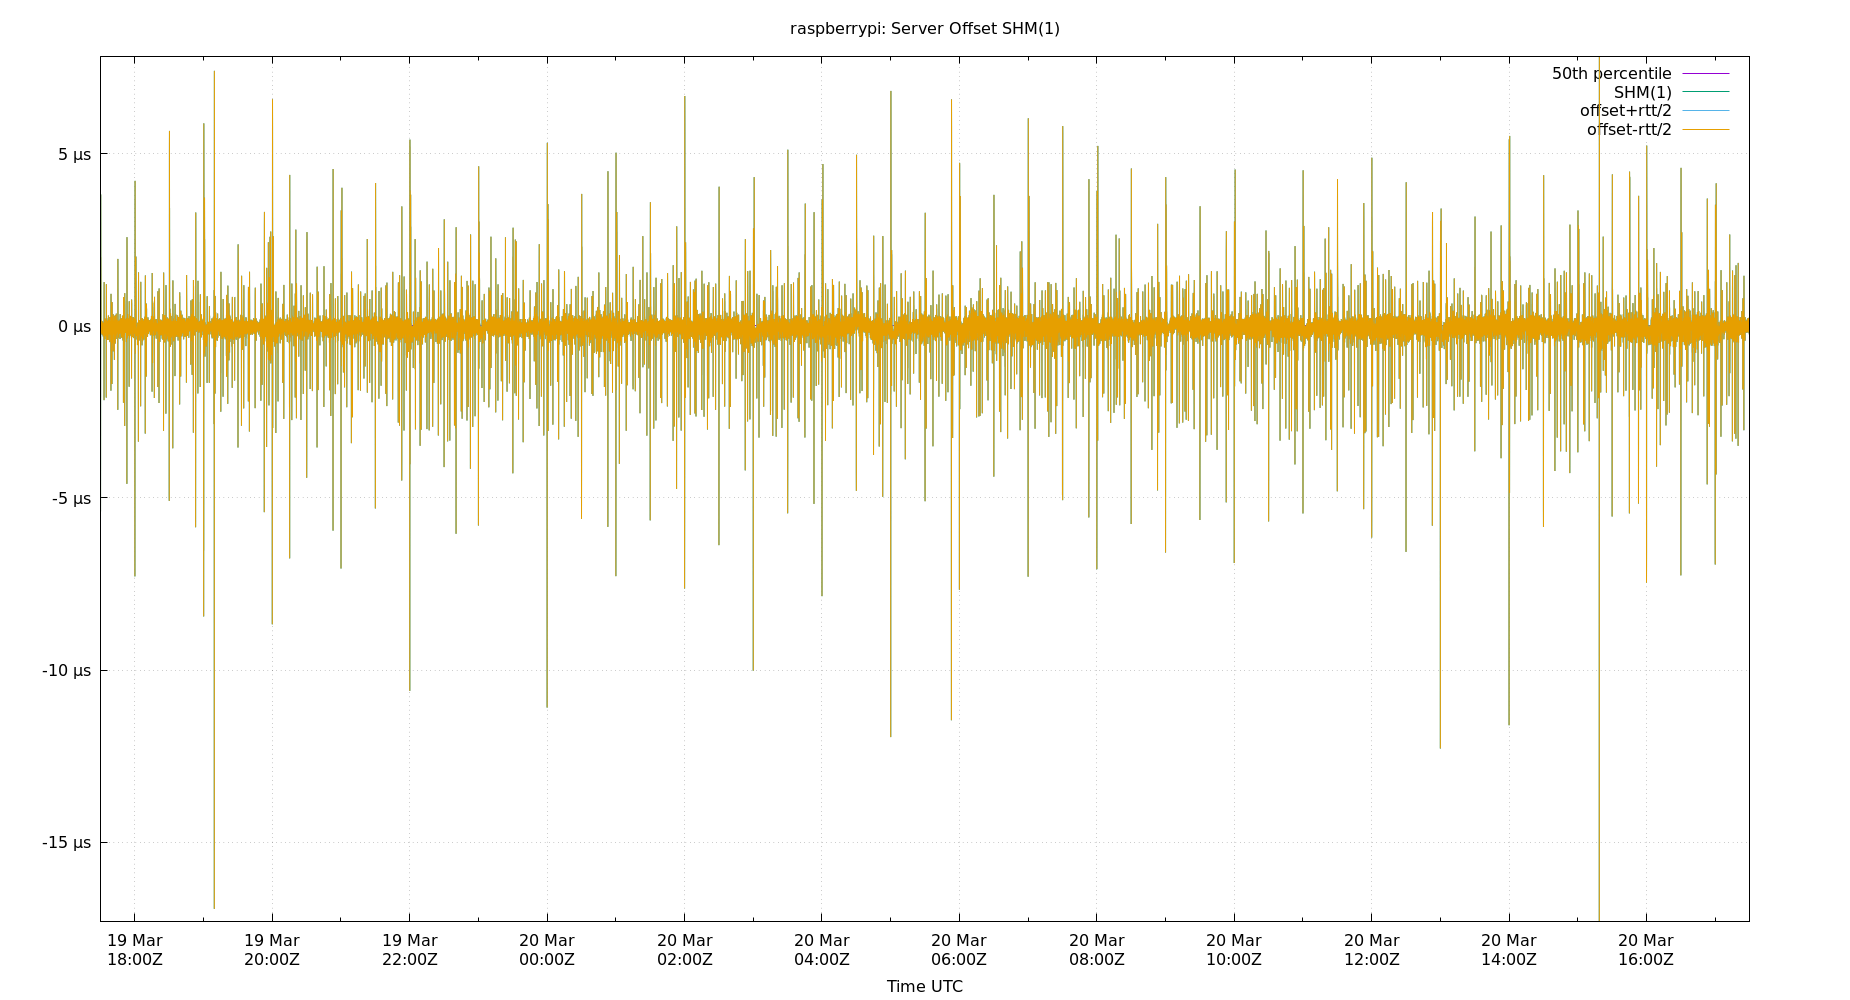 raspberrypi: Server Offset SHM(1)
50th percentile
SHM(1)
offset+rtt/2
offset-rtt/2
5 µs
0 µs
-5 µs
-10 µs
-15 µs
19 Mar 19 Mar 19 Mar 20 Mar 20 Mar 20 Mar 20 Mar 20 Mar 20 Mar 20 Mar 20 Mar 20 Mar
18:00Z 20:00Z 22:00Z 00:00Z 02:00Z 04:00Z 06:00Z 08:00Z 10:00Z 12:00Z 14:00Z 16:00Z
Time UTC